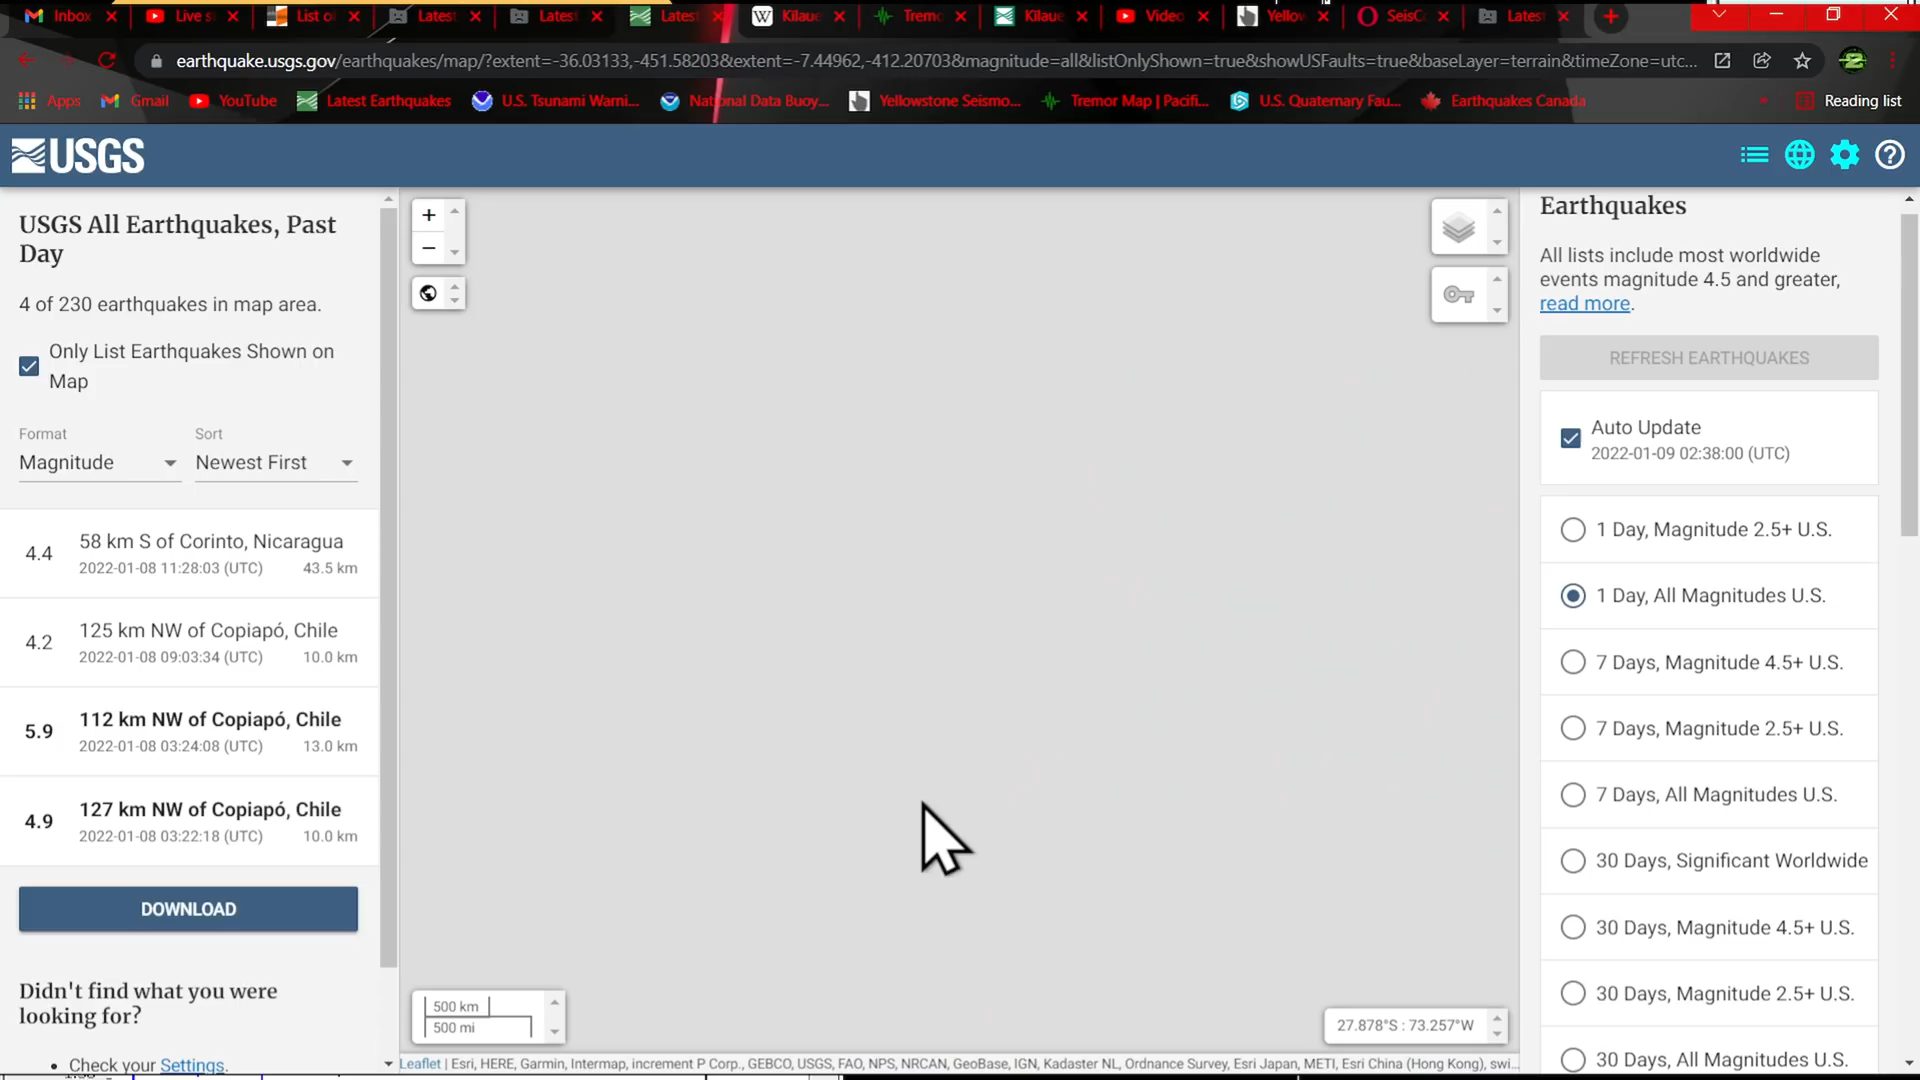 Inbox
Live s
List o
Latest
Latest
Latest
Kilaue
Tremo
Kilaue
Video
Yellow
SeisC
Latest
earthquake.usgs.gov/earthquakes/map/?extent=-36.03133,-451.58203&extent=-7.44962,-412.20703&magnitude=all&listOnlyShown=true&showUSFaults=true&baseLayer=terrain&timeZone=utc...
Apps
Gmail
YouTube
Latest Earthquakes
U.S. Tsunami Warni...
National Data Buoy...
Yellowstone Seismo...
Tremor Map | Pacifi...
U.S. Quaternary Fau...
Earthquakes Canada
Reading list
USGS
USGS All Earthquakes, Past
Day
4 of 230 earthquakes in map area.
Only List Earthquakes Shown on
Map
Format
Sort
Magnitude
Newest First
4.4
58 km S of Corinto, Nicaragua
2022-01-08 11:28:03 (UTC)
43.5 km
4.2
125 km NW of Copiapó, Chile
2022-01-08 09:03:34 (UTC)
10.0 km
5.9
112 km NW of Copiapó, Chile
2022-01-08 03:24:08 (UTC)
13.0 km
4.9
127 km NW of Copiapó, Chile
2022-01-08 03:22:18 (UTC)
10.0 km
DOWNLOAD
Didn't find what you were
looking for?
Check your Settings.
+
−
500 km
500 mi
27.878°S : 73.257°W
Leaflet | Esri, HERE, Garmin, Intermap, increment P Corp., GEBCO, USGS, FAO, NPS, NRCAN, GeoBase, IGN, Kadaster NL, Ordnance Survey, Esri Japan, METI, Esri China (Hong Kong), swi...
Earthquakes
All lists include most worldwide
events magnitude 4.5 and greater,
read more.
REFRESH EARTHQUAKES
Auto Update
2022-01-09 02:38:00 (UTC)
1 Day, Magnitude 2.5+ U.S.
1 Day, All Magnitudes U.S.
7 Days, Magnitude 4.5+ U.S.
7 Days, Magnitude 2.5+ U.S.
7 Days, All Magnitudes U.S.
30 Days, Significant Worldwide
30 Days, Magnitude 4.5+ U.S.
30 Days, Magnitude 2.5+ U.S.
30 Days, All Magnitudes U.S.